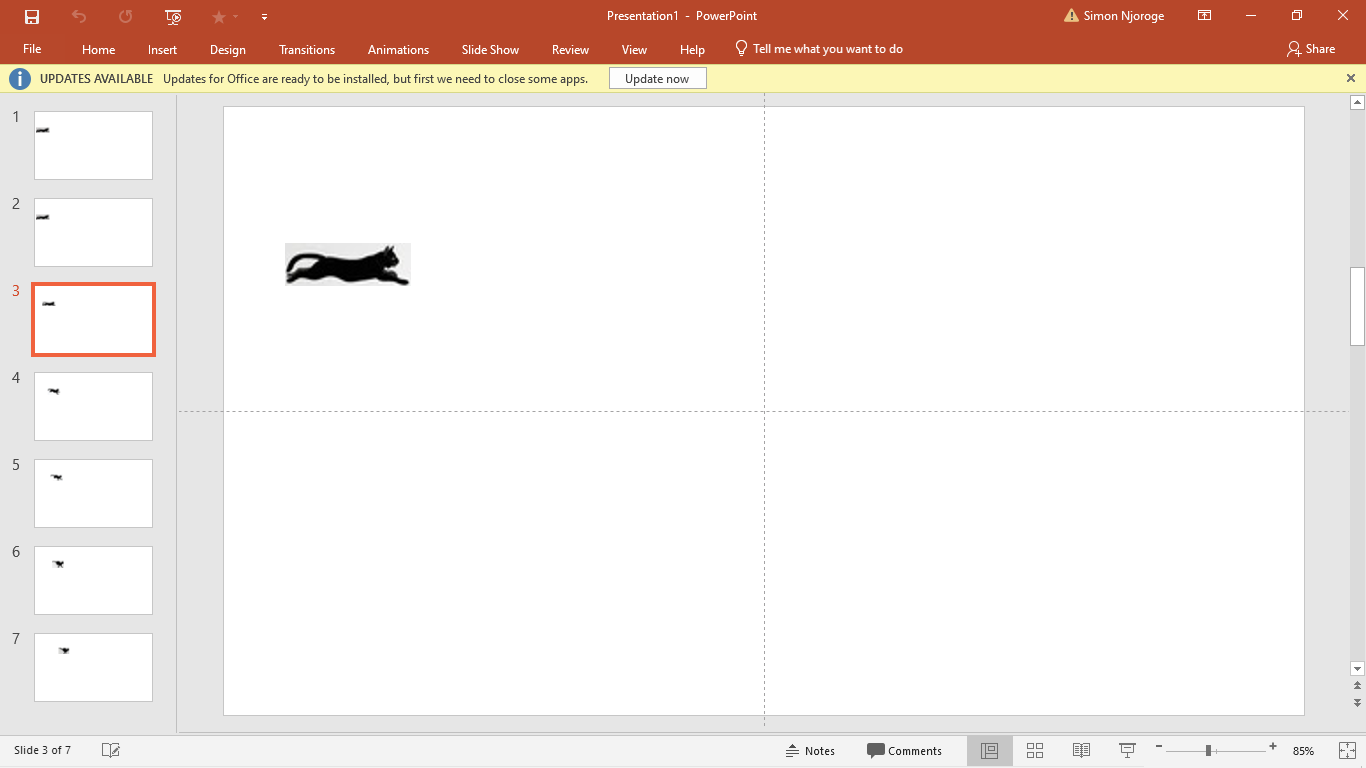 Presentation1 - PowerPoint
Simon Njoroge
File Home Insert Design Transitions Animations Slide Show Review View Help Tell me what you want to do Share
UPDATES AVAILABLE Updates for Office are ready to be installed, but first we need to close some apps. Update now
1
2
3
4
5
6
7
Slide 3 of 7 Notes Comments 85%